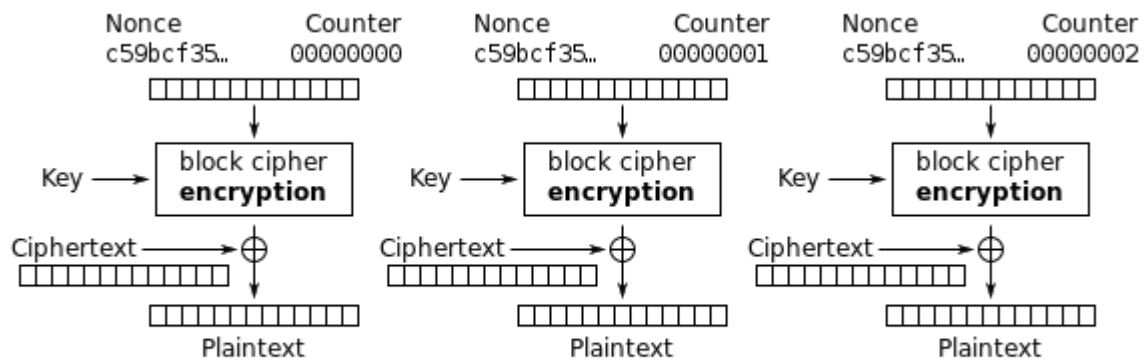 Nonce Counter Nonce Counter Nonce Counter
c59bcf35… 00000000 c59bcf35… 00000001 c59bcf35… 00000002
block cipher block cipher block cipher
Key encryption Key encryption Key encryption
Ciphertext Ciphertext Ciphertext
Plaintext Plaintext Plaintext